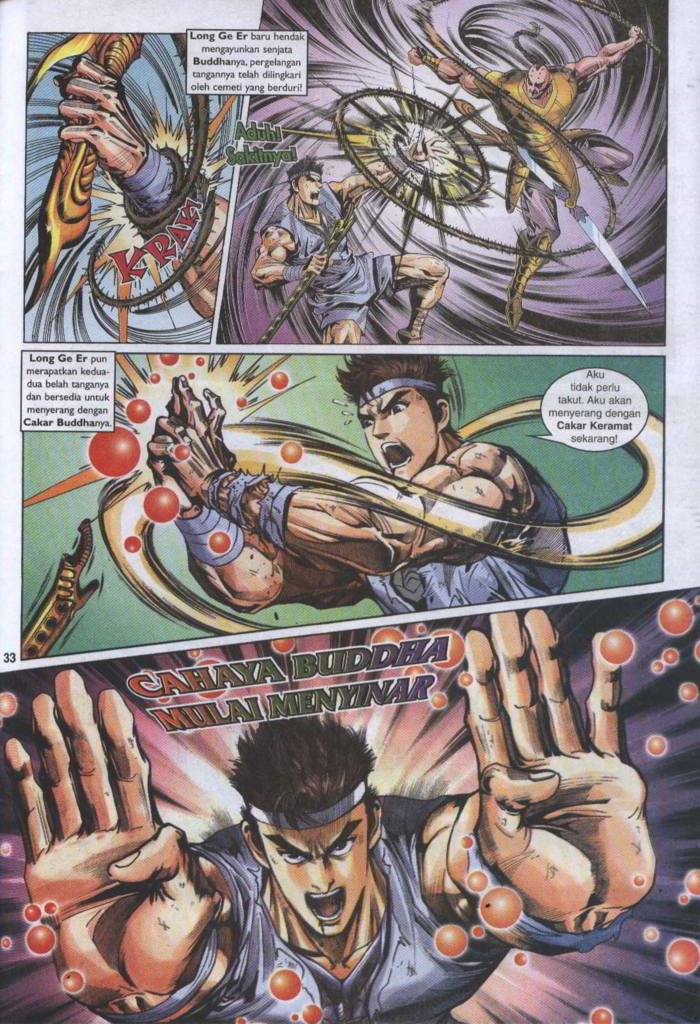 Long Ge Er baru hendak
mengayunkan senjata
Buddhanya, pergelangan
tangannya telah dilingkari
oleh cemeti yang berduri!
Aduh!
Sakitnya!
KRAK!
Long Ge Er pun
merapatkan kedua-
dua belah tanganya
dan bersedia untuk
menyerang dengan
Cakar Buddhanya.
Aku
tidak perlu
takut. Aku akan
menyerang dengan
Cakar Keramat
sekarang!
33
CAHAYA BUDDHA
MULAI MENYINAR